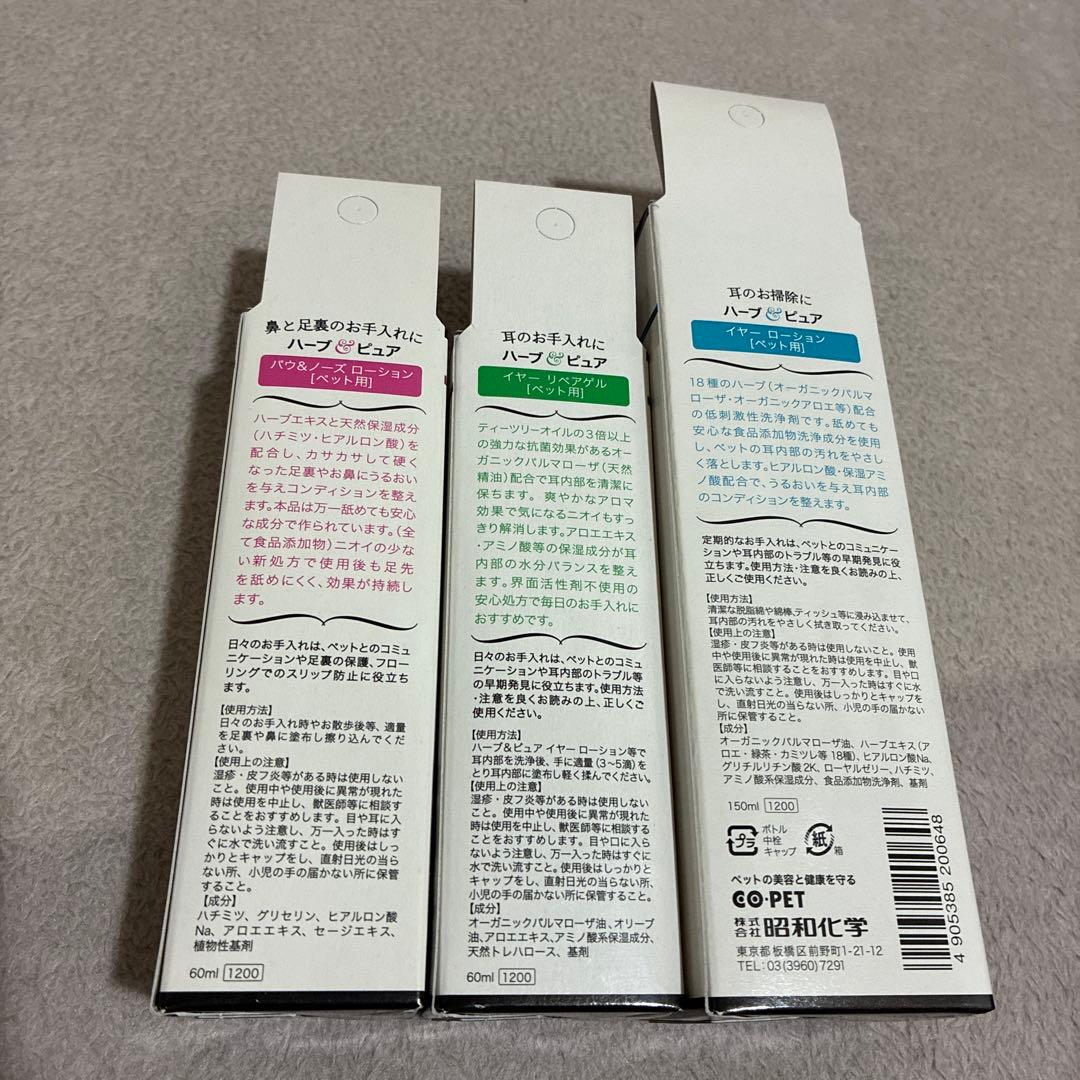 鼻と足裏のお手入れに
ハーブ&ピュア
パウ&ノーズ ローション
[ペット用]
ハーブエキスと天然保湿成分
(ハチミツ・ヒアルロン酸)を
配合し、カサカサして硬く
なった足裏やお鼻にうるおい
を与えコンディションを整え
ます。本品は万一舐めても安心
な成分で作られています。(全
て食品添加物)ニオイの少な
い新処方で使用後も足先
を舐めにくく、効果が持続し
ます。
日々のお手入れは、ペットとのコミュ
ニケーションや足裏の保護、フロー
リングでのスリップ防止に役立ち
ます。
【使用方法】
日々のお手入れ時やお散歩後等、適量
を足裏や鼻に塗布し擦り込んでくだ
さい。
【使用上の注意】
湿疹・皮フ炎等がある時は使用しない
こと。使用中や使用後に異常が現れた
時は使用を中止し、獣医師等に相談す
ることをおすすめします。目や耳に入
らないよう注意し、万一入った時はす
ぐに水で洗い流すこと。使用後はしっ
かりとキャップをし、直射日光の当らな
い所、小児の手の届かない所に保管
すること。
【成分】
ハチミツ、グリセリン、ヒアルロン酸
Na、アロエエキス、セージエキス、
植物性基剤
60ml 1200
耳のお手入れに
ハーブ&ピュア
イヤー リペアゲル
[ペット用]
ティーツリーオイルの3倍以上
の強力な抗菌効果があるオー
ガニックパルマローザ(天然
精油)配合で耳内部を清潔に
保ちます。 爽やかなアロマ
効果で気になるニオイもすっ
きり解消します。アロエエキス
・アミノ酸等の保湿成分が耳
内部の水分バランスを整え
ます。界面活性剤不使用の
安心処方で毎日のお手入れに
おすすめです。
日々のお手入れは、ペットとのコミュ
ニケーションや耳内部のトラブル等
の早期発見に役立ちます。使用方法
・注意を良くお読みの上、正しくご
使用ください。
【使用方法】
ハーブ&ピュア イヤー ローション等で
耳内部を洗浄後、手に適量(3~5滴)を
とり耳内部に塗布し軽く揉んでください。
【使用上の注意】
湿疹・皮フ炎等がある時は使用しない
こと。使用中や使用後に異常が現れた
時は使用を中止し、獣医師等に相談する
ことをおすすめします。目や口に入ら
ないよう注意し、万一入った時はすぐに
水で洗い流すこと。使用後はしっかりと
キャップをし、直射日光の当らない所、
小児の手の届かない所に保管すること。
【成分】
オーガニックパルマローザ油、オリーブ
油、アロエエキス、アミノ酸系保湿成分、
天然トレハロース、基剤
60ml 1200
耳のお掃除に
ハーブ&ピュア
イヤー ローション
[ペット用]
18種のハーブ(オーガニックパルマ
ローザ・オーガニックアロエ等)配合
の低刺激性洗浄剤です。舐めても
安心な食品添加物洗浄成分を使用
し、ペットの耳内部の汚れをやさし
く落とします。ヒアルロン酸・保湿アミ
ノ酸配合で、うるおいを与え耳内部
のコンディションを整えます。
定期的なお手入れは、ペットとのコミュニケー
ションや耳内部のトラブル等の早期発見に役
立ちます。使用方法・注意を良くお読みの上、
正しくご使用ください。
【使用方法】
清潔な脱脂綿や綿棒、ティッシュ等に浸み込ませて、
耳内部の汚れをやさしく拭き取ってください。
【使用上の注意】
湿疹・皮フ炎等がある時は使用しないこと。使用
中や使用後に異常が現れた時は使用を中止し、獣
医師等に相談することをおすすめします。目や口
に入らないよう注意し、万一入った時はすぐに水
で洗い流すこと。使用後はしっかりとキャップを
し、直射日光の当らない所、小児の手の届かない
所に保管すること。
【成分】
オーガニックパルマローザ油、ハーブエキス(ア
ロエ・緑茶・カミツレ等18種)、ヒアルロン酸Na、
グリチルリチン酸2K、ローヤルゼリー、ハチミツ、
アミノ酸系保湿成分、食品添加物洗浄剤、基剤
150ml 1200
プラ
ボトル
中栓
キャップ
紙
箱
ペットの美容と健康を守る
CO・PET
株式会社 昭和化学
東京都板橋区前野町1-21-12
TEL:03(3960)7291
4 905385 200648